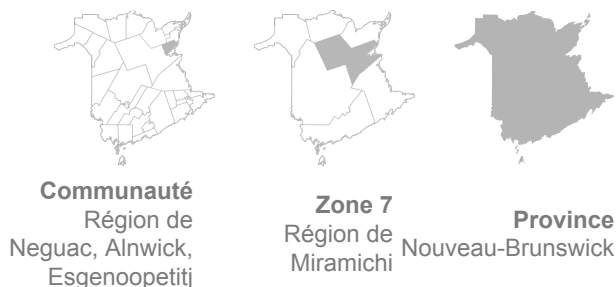 Communauté
Région de
Neguac, Alnwick,
Esgenoopetitj
Zone 7
Région de
Miramichi
Province
Nouveau-Brunswick